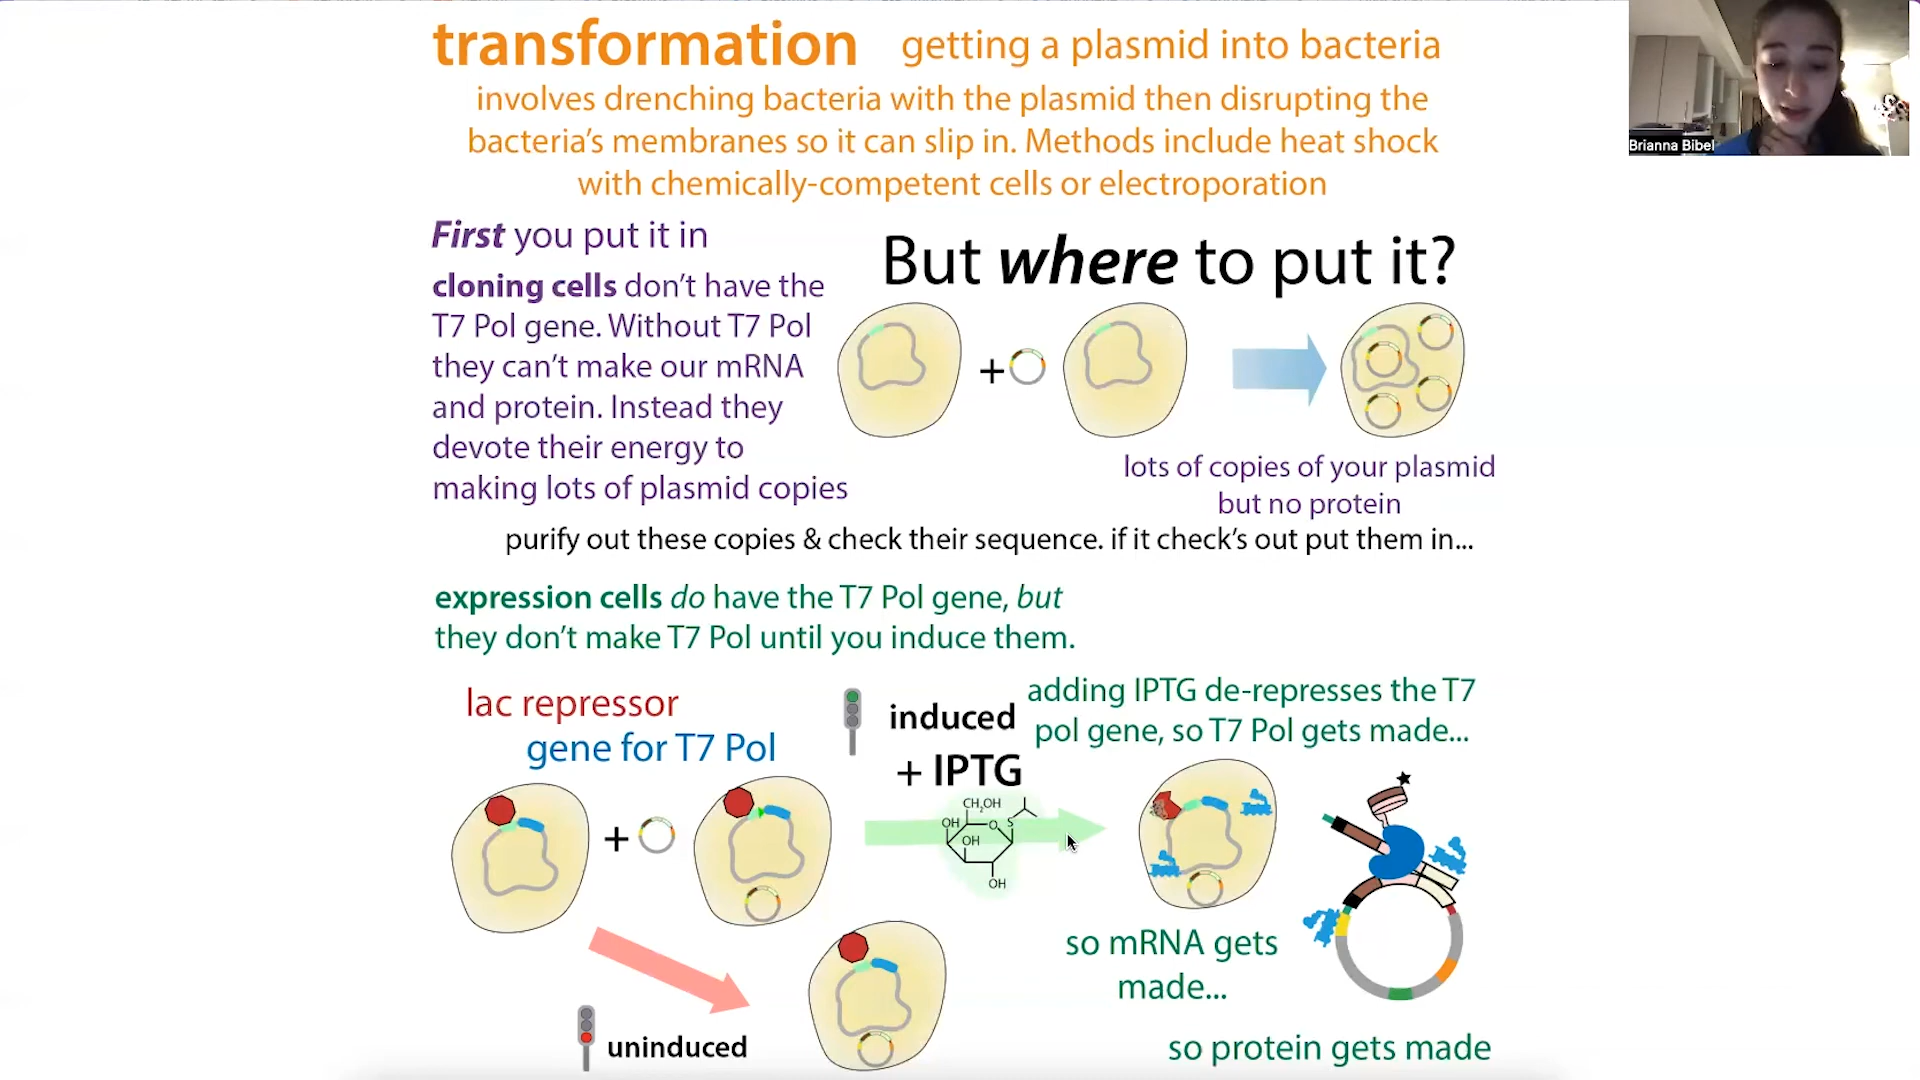 transformation getting a plasmid into bacteria
involves drenching bacteria with the plasmid then disrupting the
bacteria's membranes so it can slip in. Methods include heat shock
with chemically-competent cells or electroporation
Brianna Bibel
First you put it in
But where to put it?
cloning cells don't have the
T7 Pol gene. Without T7 Pol
they can't make our mRNA
and protein. Instead they
devote their energy to
making lots of plasmid copies
+
lots of copies of your plasmid
but no protein
purify out these copies & check their sequence. if it check's out put them in...
expression cells do have the T7 Pol gene, but
they don't make T7 Pol until you induce them.
lac repressor
gene for T7 Pol
induced
+ IPTG
adding IPTG de-represses the T7
pol gene, so T7 Pol gets made...
+
CH2OH
OH
O
S
OH
OH
so mRNA gets
made...
uninduced
so protein gets made